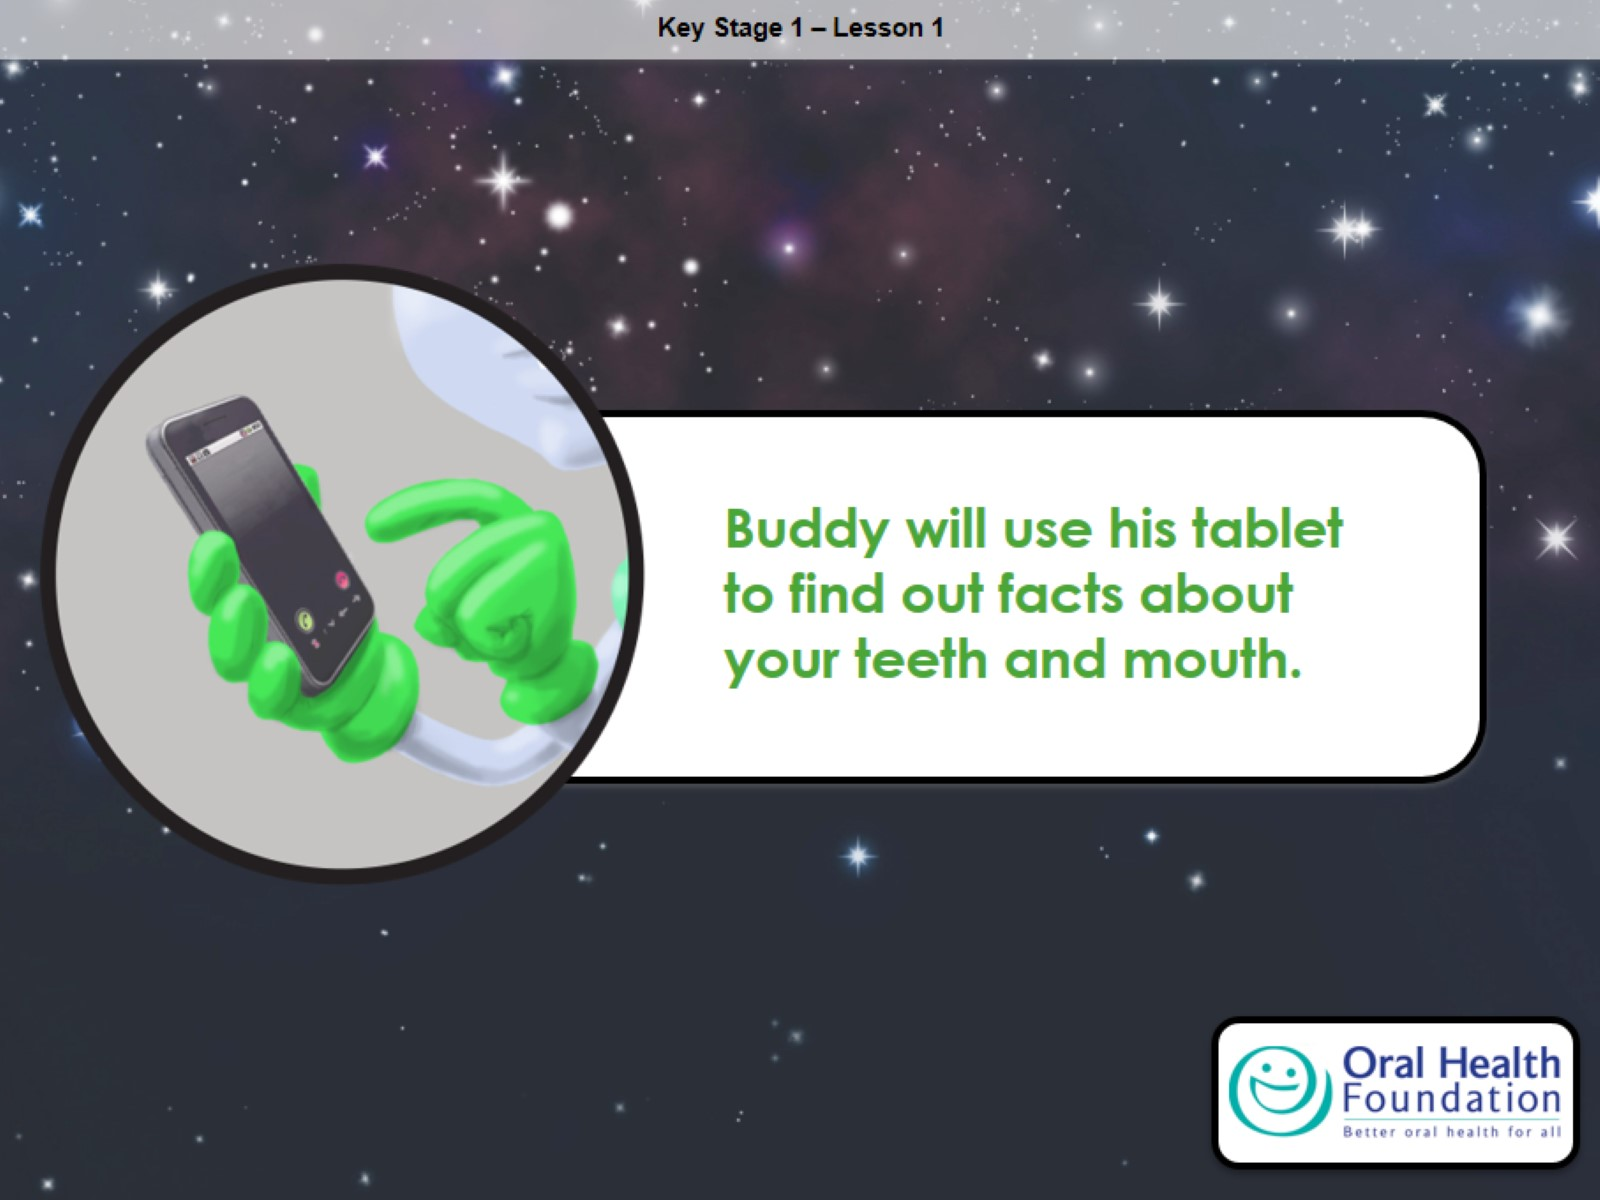 Key Stage 1 – Lesson 1
Buddy will use his tablet
to find out facts about
your teeth and mouth.
Oral Health
Foundation
Better oral health for all